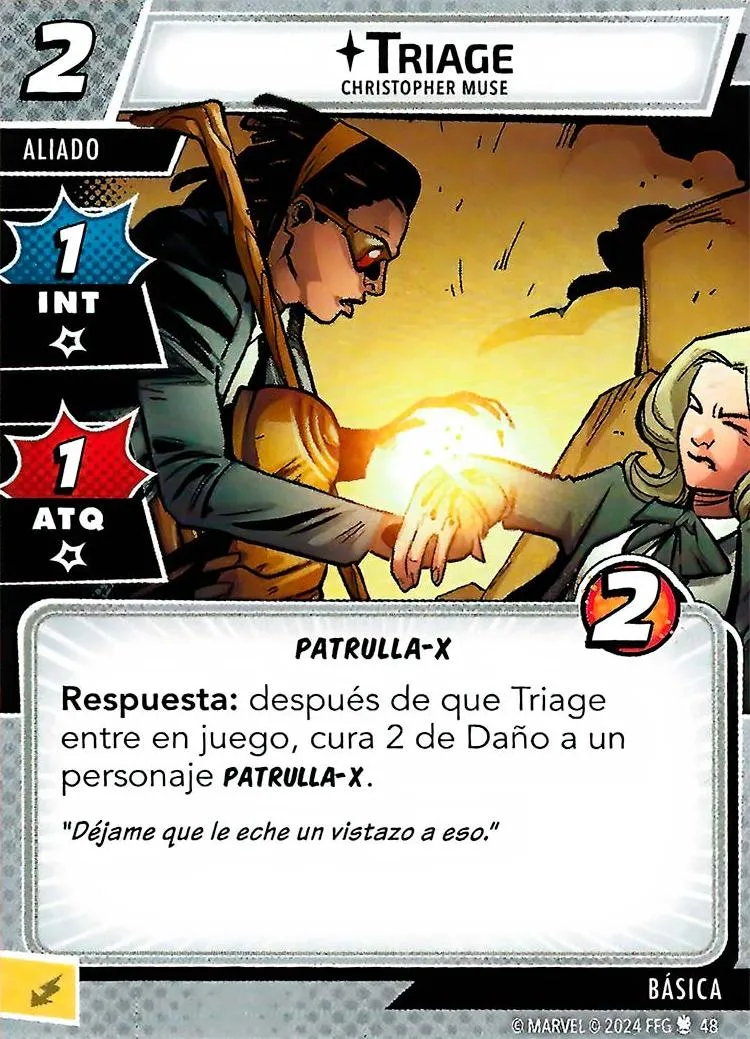 2
TRIAGE
CHRISTOPHER MUSE
ALIADO
1
INT
1
ATQ
2
PATRULLA-X
Respuesta: después de que Triage
entre en juego, cura 2 de Daño a un
personaje PATRULLA-X.
"Déjame que le eche un vistazo a eso."
BÁSICA
© MARVEL © 2024 FFG 48